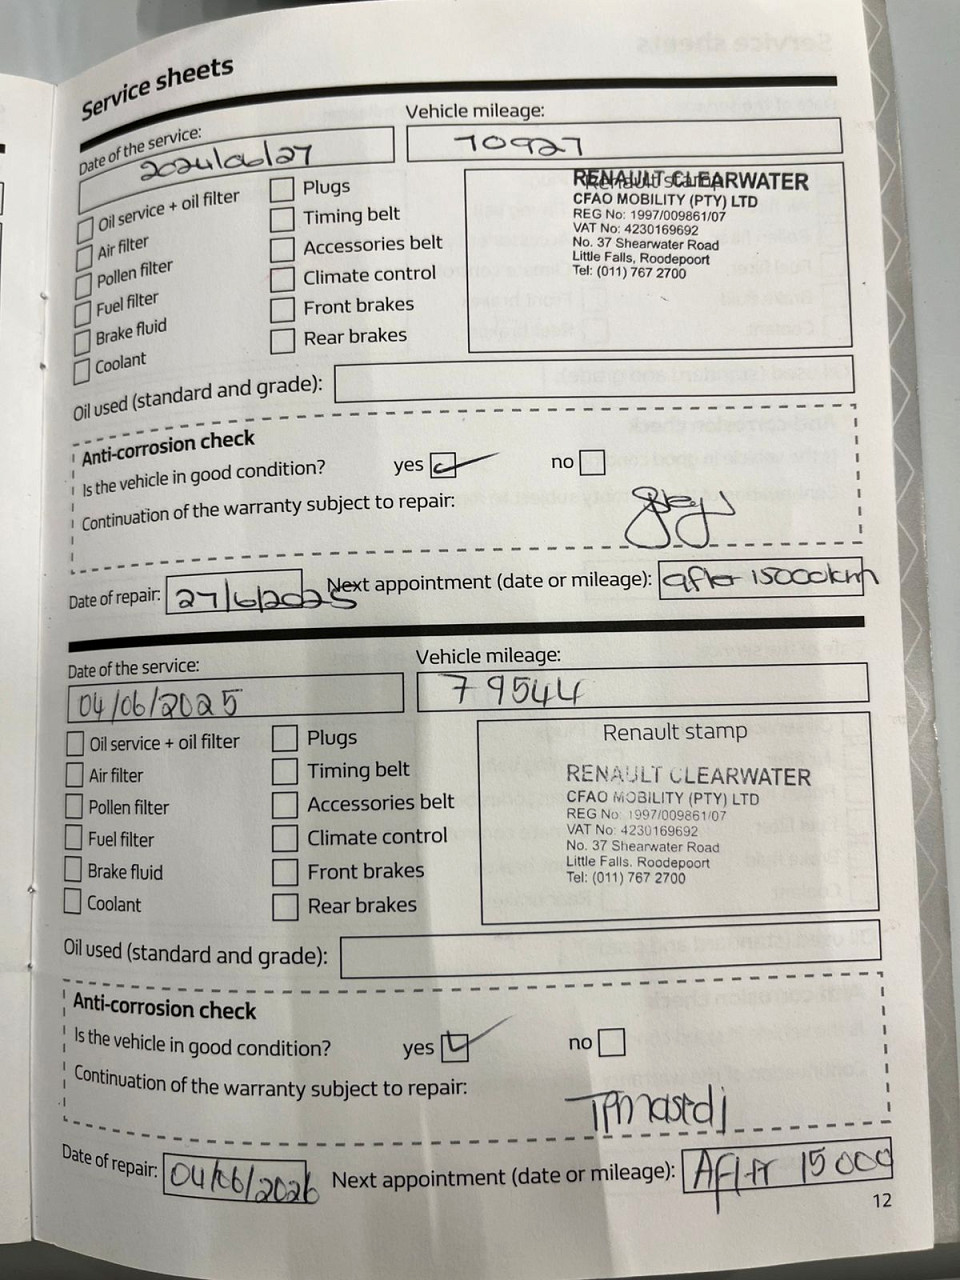 Service sheets
Date of the service:
2024/06/27
Vehicle mileage:
70927
Oil service + oil filter
Air filter
Pollen filter
Fuel filter
Brake fluid
Coolant
Plugs
Timing belt
Accessories belt
Climate control
Front brakes
Rear brakes
Renault stamp
RENAULT CLEARWATER
CFAO MOBILITY (PTY) LTD
REG No: 1997/009861/07
VAT No: 4230169692
No. 37 Shearwater Road
Little Falls, Roodepoort
Tel: (011) 767 2700
Oil used (standard and grade):
Anti-corrosion check
Is the vehicle in good condition? yes no
Continuation of the warranty subject to repair:
Date of repair: 27/6/2025 Next appointment (date or mileage): after 15000km
Date of the service:
04/06/2025
Vehicle mileage:
79544
Oil service + oil filter
Air filter
Pollen filter
Fuel filter
Brake fluid
Coolant
Plugs
Timing belt
Accessories belt
Climate control
Front brakes
Rear brakes
Renault stamp
RENAULT CLEARWATER
CFAO MOBILITY (PTY) LTD
REG No: 1997/009861/07
VAT No: 4230169692
No. 37 Shearwater Road
Little Falls. Roodepoort
Tel: (011) 767 2700
Oil used (standard and grade):
Anti-corrosion check
Is the vehicle in good condition? yes no
Continuation of the warranty subject to repair:
Date of repair: 04/06/2026 Next appointment (date or mileage): After 15000
12